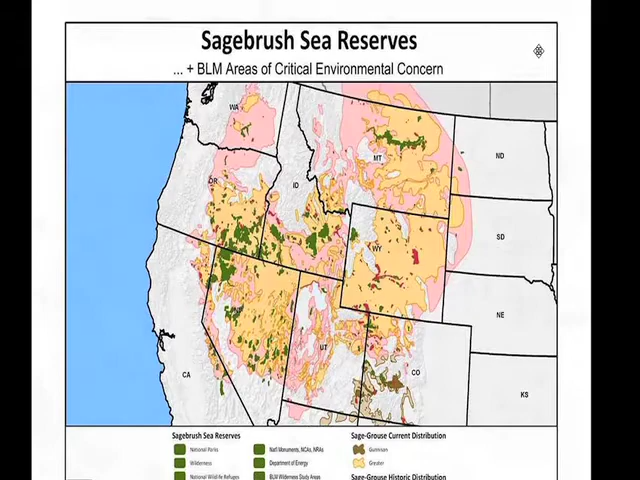 Sagebrush Sea Reserves
... + BLM Areas of Critical Environmental Concern
WA
MT
ND
OR
ID
SD
WY
NE
UT
CO
CA
KS
Sagebrush Sea Reserves
National Parks
Wilderness
National Wildlife Refuges
Nat'l Monuments, NCAs, NRAs
Department of Energy
BLM Wilderness Study Areas
Sage-Grouse Current Distribution
Gunnison
Greater
Sage-Grouse Historic Distribution